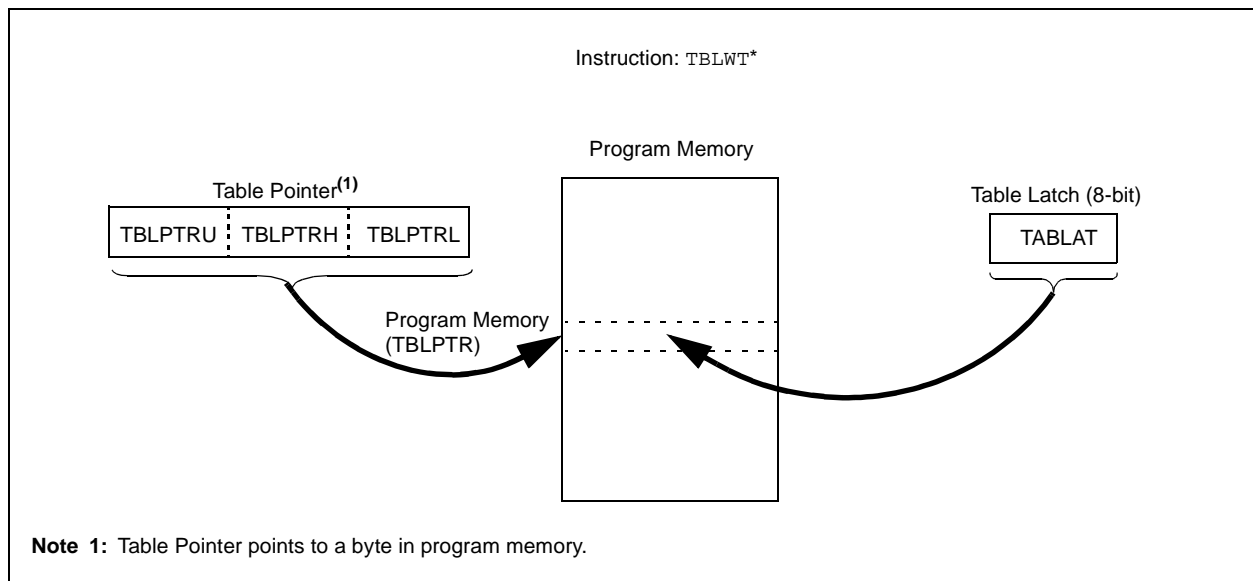 Instruction: TBLWT*
Program Memory
Table Pointer(1)
Table Latch (8-bit)
TBLPTRU TBLPTRH TBLPTRL
TABLAT
Program Memory
(TBLPTR)
Note 1: Table Pointer points to a byte in program memory.